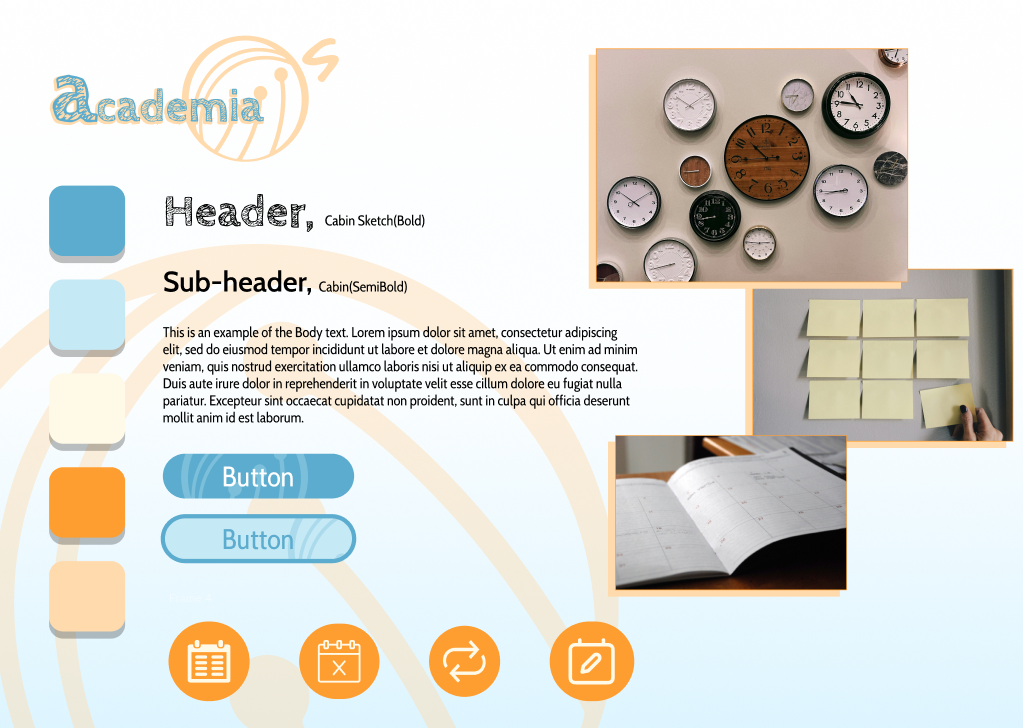 academia's
Header, Cabin Sketch(Bold)
Sub-header, Cabin(SemiBold)
This is an example of the Body text. Lorem ipsum dolor sit amet, consectetur adipiscing
elit, sed do eiusmod tempor incididunt ut labore et dolore magna aliqua. Ut enim ad minim
veniam, quis nostrud exercitation ullamco laboris nisi ut aliquip ex ea commodo consequat.
Duis aute irure dolor in reprehenderit in voluptate velit esse cillum dolore eu fugiat nulla
pariatur. Excepteur sint occaecat cupidatat non proident, sunt in culpa qui officia deserunt
mollit anim id est laborum.
Button
Button